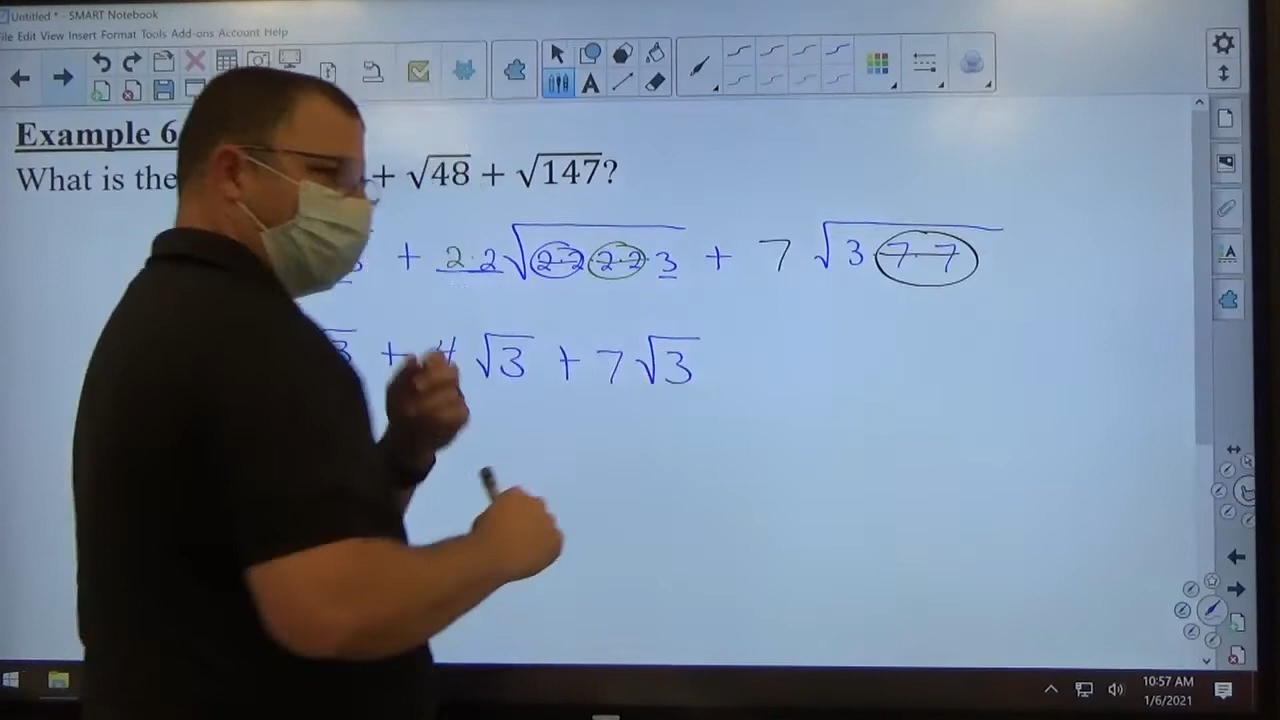 Untitled * - SMART Notebook
File Edit View Insert Format Tools Add-ons Account Help
Example 6
What is the + √48 + √147?
+ 2·2√2·2 2·2 3 + 7 √3 7·7
√3 + 4 √3 + 7√3
10:57 AM
1/6/2021